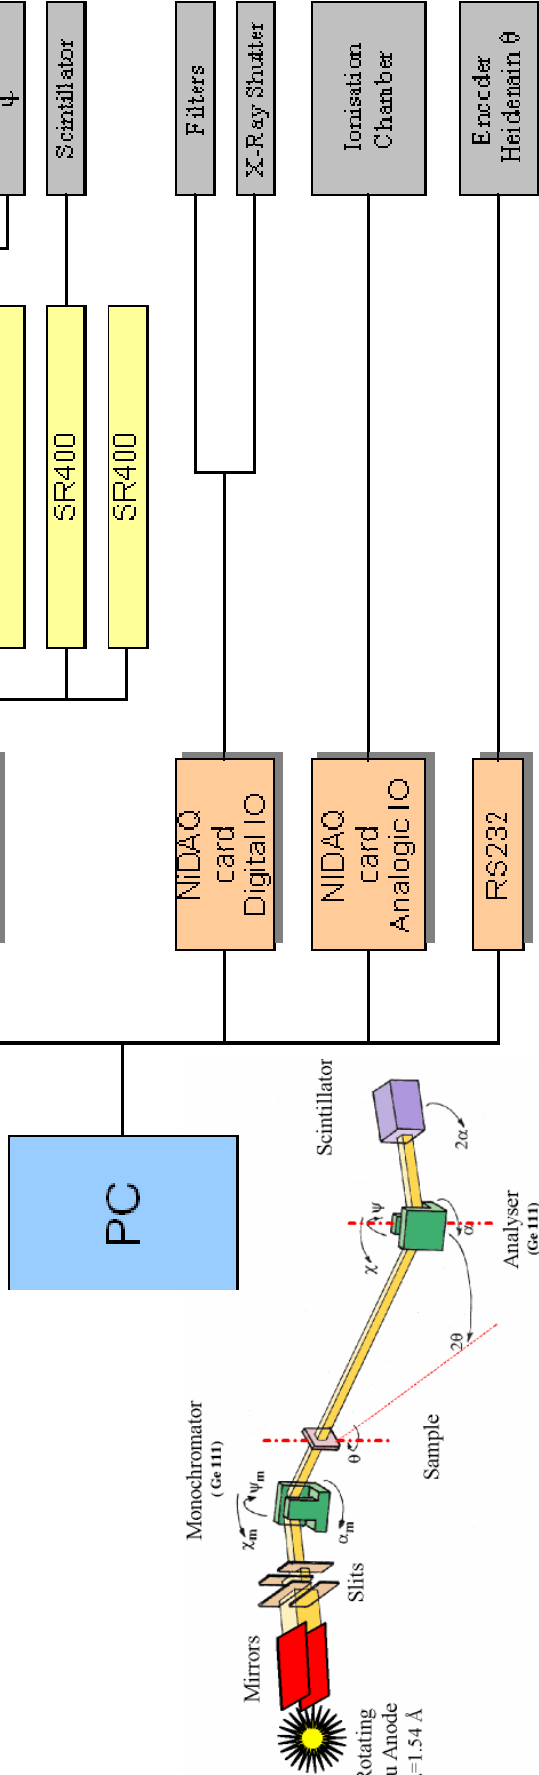 ψ
Scintillator
Filters
X-Ray Shutter
Ionisation
Chamber
Encoder
Heidenain θ
SR400
SR400
NiDAQ
card
Digital IO
NIDAQ
card
Analogic IO
RS232
PC
Scintillator
2α
ψ
χ
α
Analyser
(Ge 111)
2θ
Monochromator
( Ge 111)
θ
Sample
ψm
χm
αm
Slits
Mirrors
Rotating
u Anode
=1.54 Å